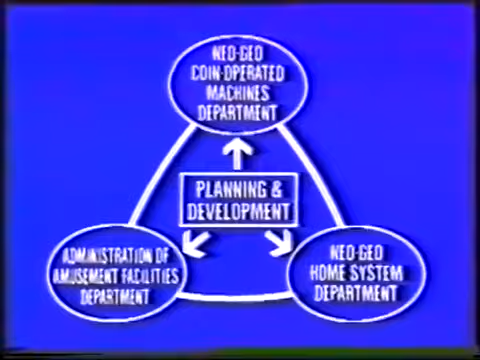 NEO-GEO
COIN-OPERATED
MACHINES
DEPARTMENT
PLANNING &
DEVELOPMENT
ADMINISTRATION OF
AMUSEMENT FACILITIES
DEPARTMENT
NEO-GEO
HOME SYSTEM
DEPARTMENT